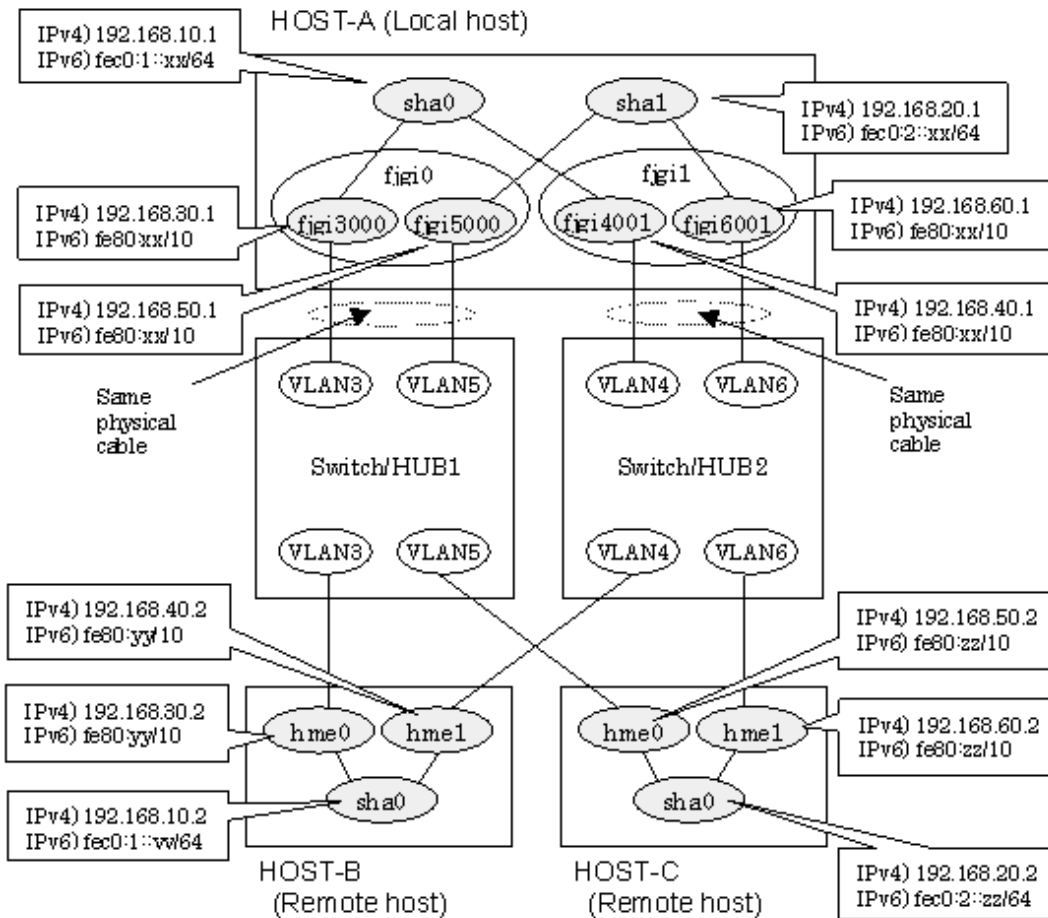 HOST-A (Local host)
IPv4) 192.168.10.1
IPv6) fec0:1::xx/64
sha0
sha1
IPv4) 192.168.20.1
IPv6) fec0:2::xx/64
fjgi0
fjgi1
IPv4) 192.168.30.1
IPv6) fe80:xx/10
fjgi3000
fjgi5000
fjgi4001
fjgi6001
IPv4) 192.168.60.1
IPv6) fe80:xx/10
IPv4) 192.168.50.1
IPv6) fe80:xx/10
IPv4) 192.168.40.1
IPv6) fe80:xx/10
Same
physical
cable
VLAN3
VLAN5
VLAN4
VLAN6
Same
physical
cable
Switch/HUB1
Switch/HUB2
VLAN3
VLAN5
VLAN4
VLAN6
IPv4) 192.168.40.2
IPv6) fe80:yy/10
IPv4) 192.168.50.2
IPv6) fe80:zz/10
IPv4) 192.168.30.2
IPv6) fe80:yy/10
hme0
hme1
hme0
hme1
IPv4) 192.168.60.2
IPv6) fe80:zz/10
IPv4) 192.168.10.2
IPv6) fec0:1::vv/64
sha0
sha0
HOST-B
(Remote host)
HOST-C
(Remote host)
IPv4) 192.168.20.2
IPv6) fec0:2::zz/64